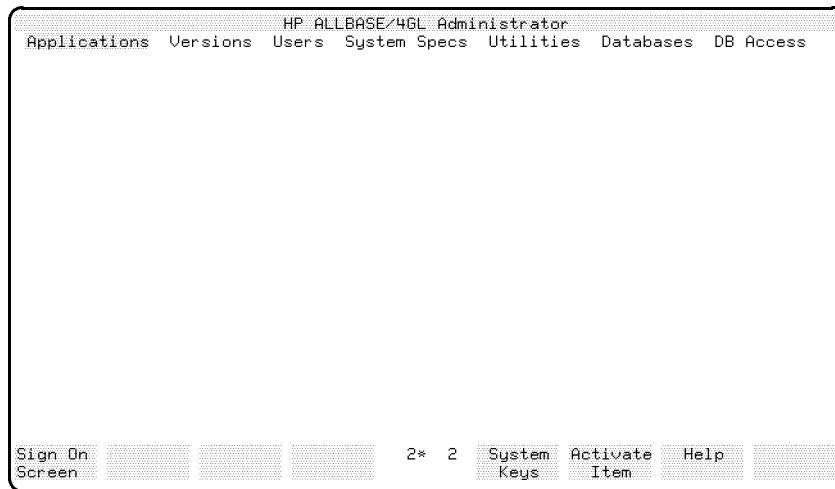 HP ALLBASE/4GL Administrator
Applications Versions Users System Specs Utilities Databases DB Access
Sign On 2* 2 System Activate Help
Screen Keys Item